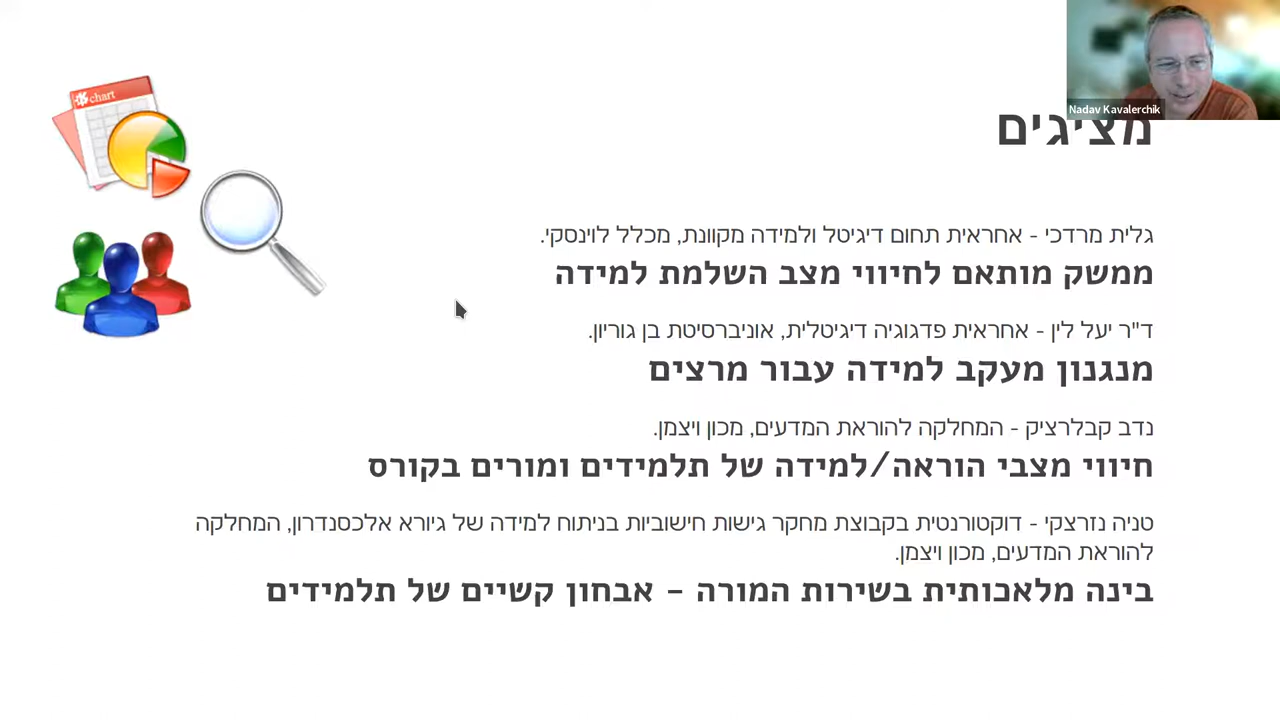 Nadav Kavalerchik
chart
מציגים
גלית מרדכי - אחראית תחום דיגיטל ולמידה מקוונת, מכלל לוינסקי.
ממשק מותאם לחיווי מצב השלמת למידה
ד"ר יעל לין - אחראית פדגוגיה דיגיטלית, אוניברסיטת בן גוריון.
מנגנון מעקב למידה עבור מרצים
נדב קבלרציק - המחלקה להוראת המדעים, מכון ויצמן.
חיווי מצבי הוראה/למידה של תלמידים ומורים בקורס
טניה נזרצקי - דוקטורנטית בקבוצת מחקר גישות חישוביות בניתוח למידה של גיורא אלכסנדרון, המחלקה
להוראת המדעים, מכון ויצמן.
בינה מלאכותית בשירות המורה – אבחון קשיים של תלמידים